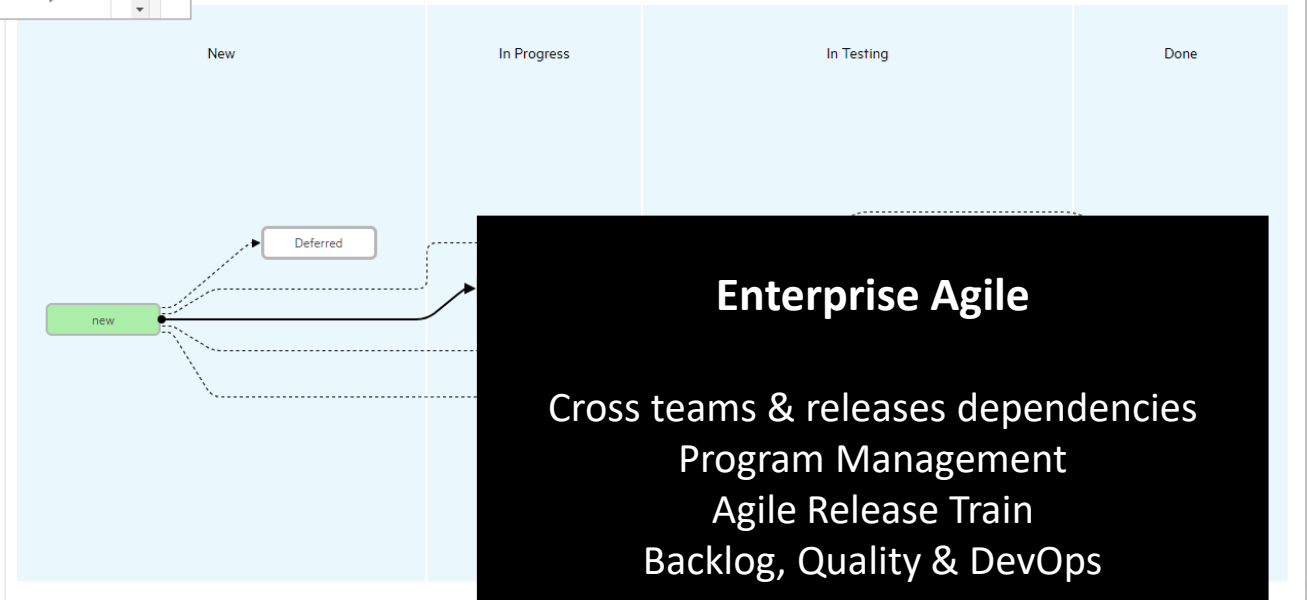 New
In Progress
In Testing
Done
Deferred
new
Enterprise Agile
Cross teams & releases dependencies
Program Management
Agile Release Train
Backlog, Quality & DevOps